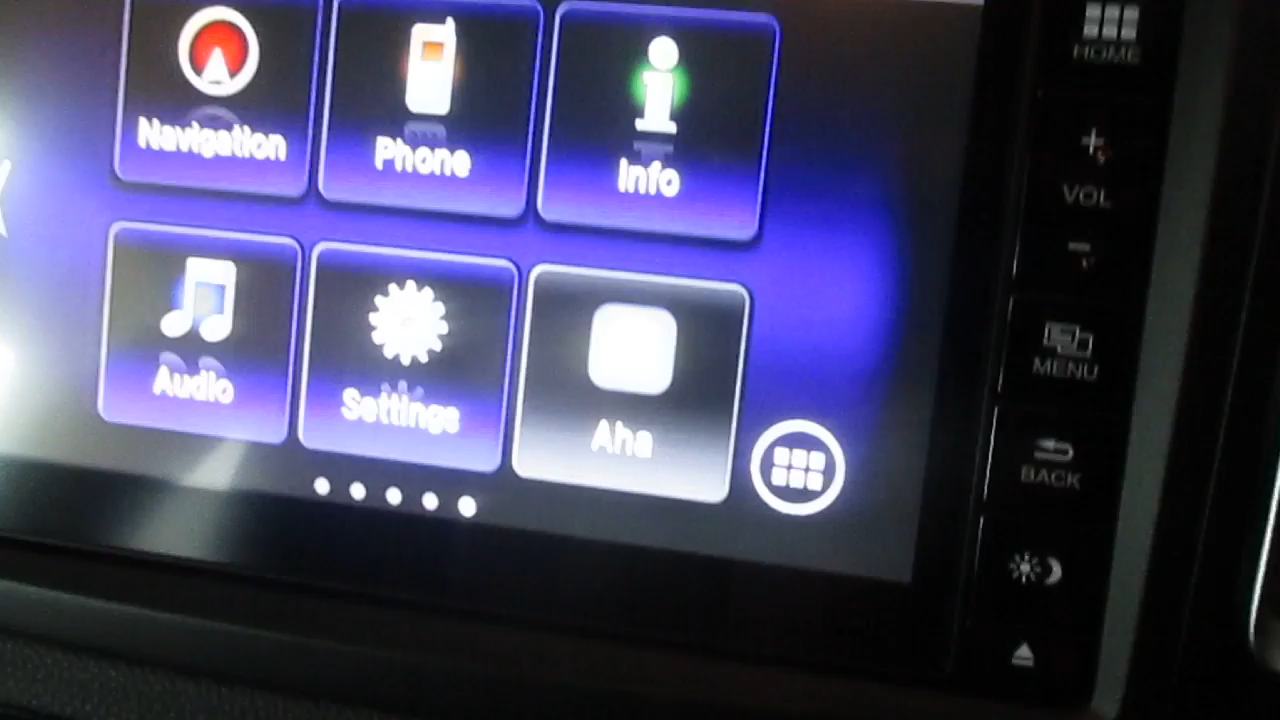 Navigation
Phone
Info
Audio
Settings
Aha
HOME
+
VOL
-
MENU
BACK